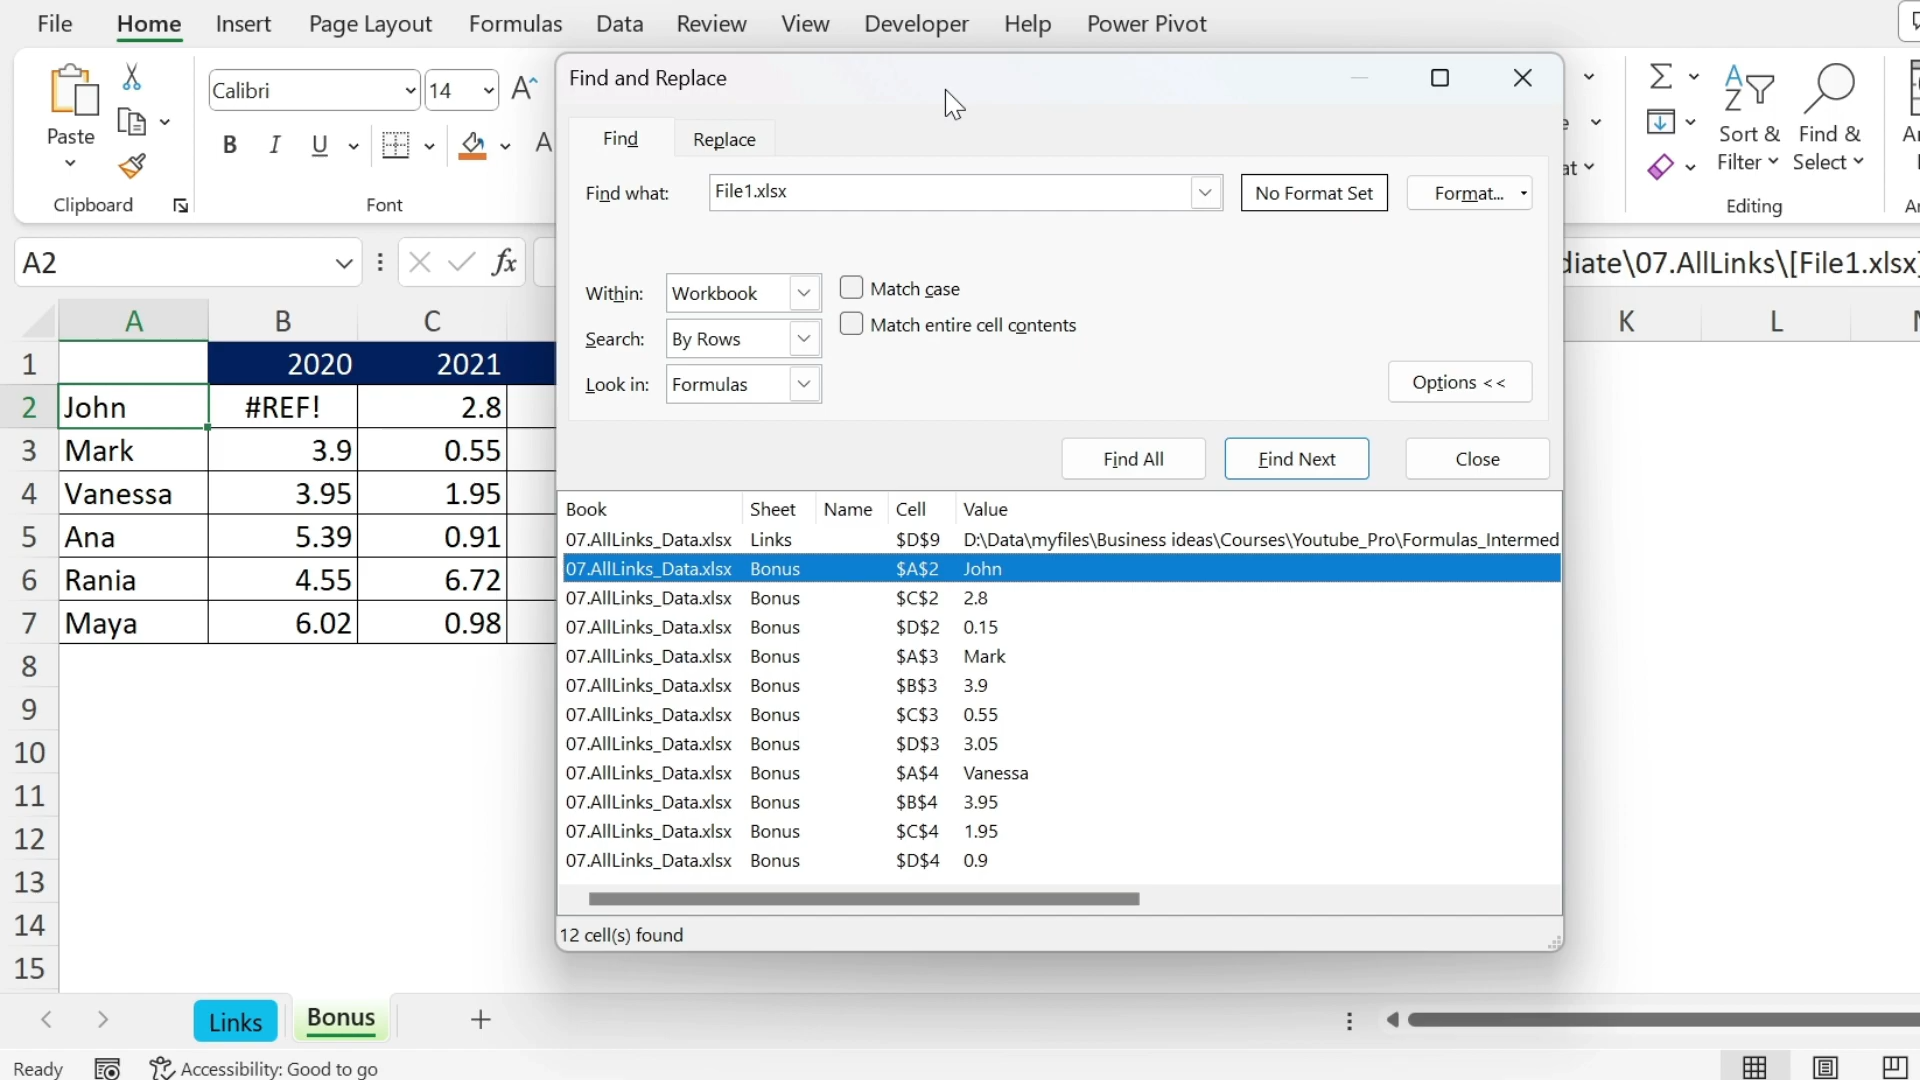 File Home Insert Page Layout Formulas Data Review View Developer Help Power Pivot
Find and Replace
Calibri 14
Paste
B I U
Clipboard
Font
Sort & Filter
Find & Select
Editing
Find Replace
Find what: File1.xlsx No Format Set Format...
Within: Workbook Match case
Search: By Rows Match entire cell contents
Look in: Formulas Options <<
Find All Find Next Close
A2 fx diate\07.AllLinks\[File1.xlsx]
A B C K L
1 2020 2021
2 John #REF! 2.8
3 Mark 3.9 0.55
4 Vanessa 3.95 1.95
5 Ana 5.39 0.91
6 Rania 4.55 6.72
7 Maya 6.02 0.98
8
9
10
11
12
13
14
15
Book Sheet Name Cell Value
07.AllLinks_Data.xlsx Links $D$9 D:\Data\myfiles\Business ideas\Courses\Youtube_Pro\Formulas_Intermed
07.AllLinks_Data.xlsx Bonus $A$2 John
07.AllLinks_Data.xlsx Bonus $C$2 2.8
07.AllLinks_Data.xlsx Bonus $D$2 0.15
07.AllLinks_Data.xlsx Bonus $A$3 Mark
07.AllLinks_Data.xlsx Bonus $B$3 3.9
07.AllLinks_Data.xlsx Bonus $C$3 0.55
07.AllLinks_Data.xlsx Bonus $D$3 3.05
07.AllLinks_Data.xlsx Bonus $A$4 Vanessa
07.AllLinks_Data.xlsx Bonus $B$4 3.95
07.AllLinks_Data.xlsx Bonus $C$4 1.95
07.AllLinks_Data.xlsx Bonus $D$4 0.9
12 cell(s) found
Links Bonus
Ready Accessibility: Good to go